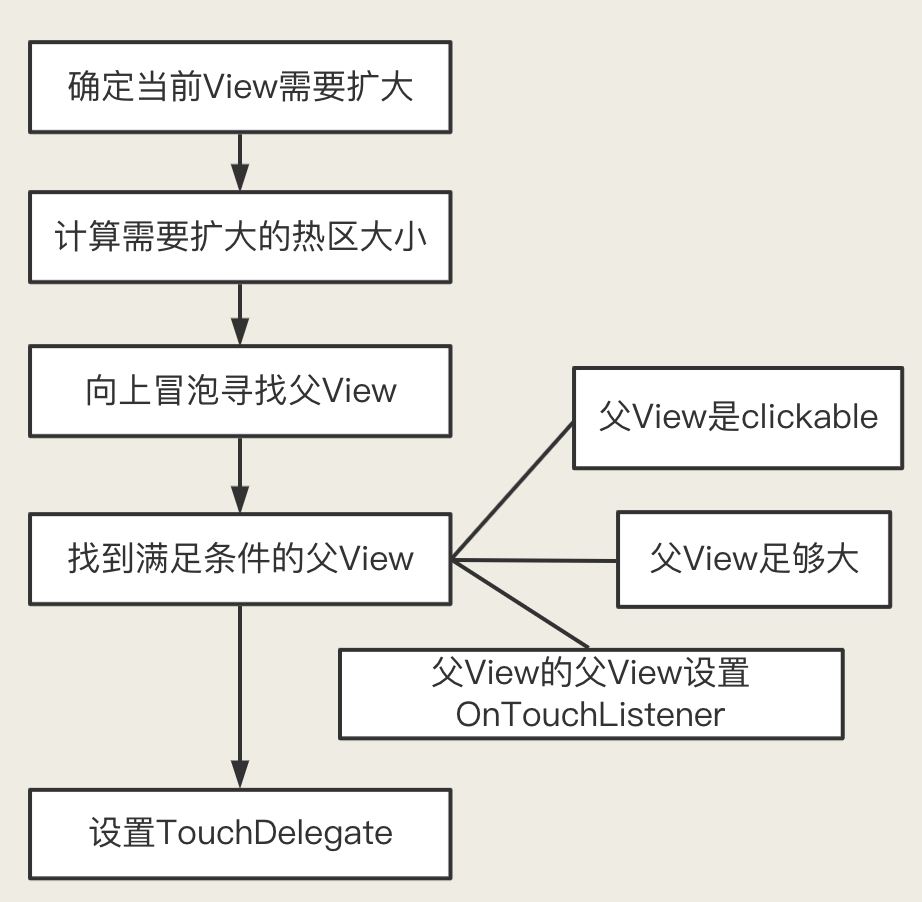 确定当前View需要扩大
计算需要扩大的热区大小
向上冒泡寻找父View
父View是clickable
找到满足条件的父View
父View足够大
父View的父View设置
OnTouchListener
设置TouchDelegate